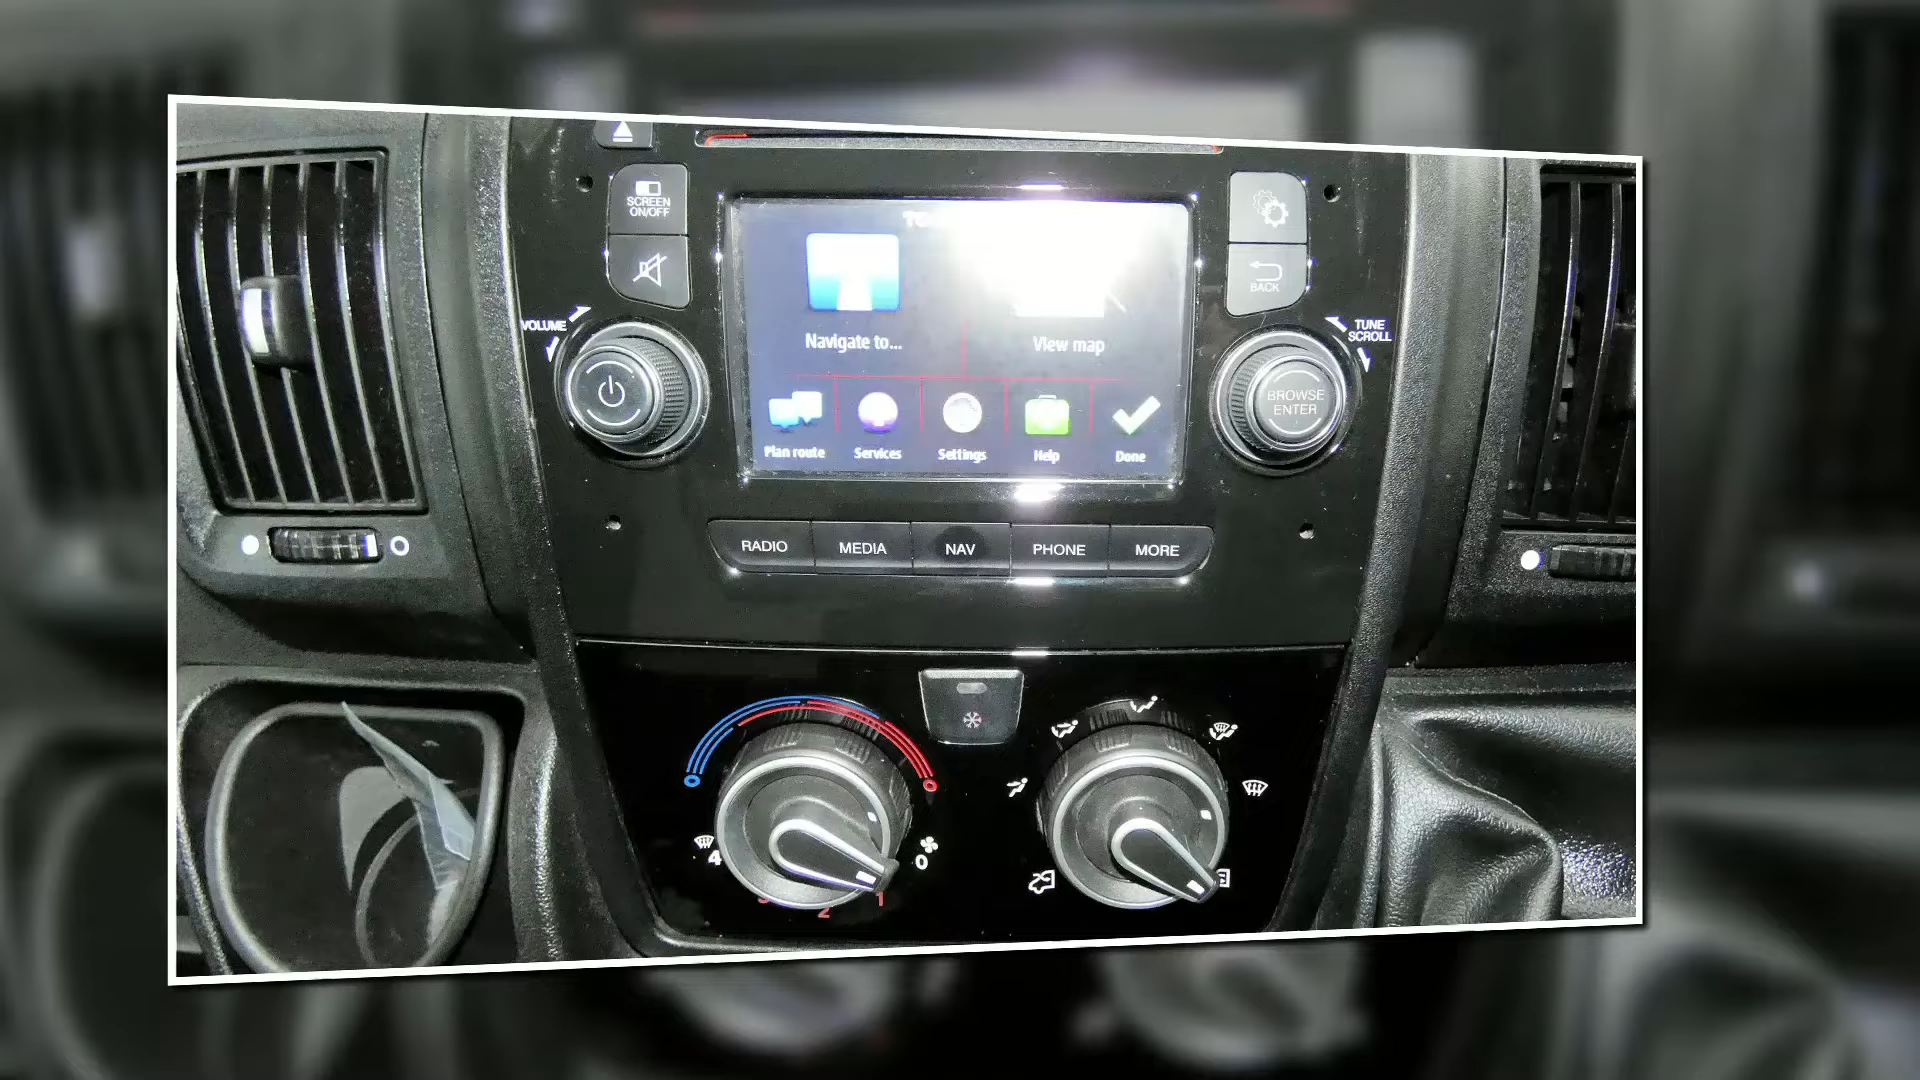 SCREEN
ON/OFF
VOLUME
Navigate to...
View map
Plan route
Services
Settings
Help
Done
BACK
TUNE
SCROLL
BROWSE
ENTER
RADIO
MEDIA
NAV
PHONE
MORE
4
0
1
2